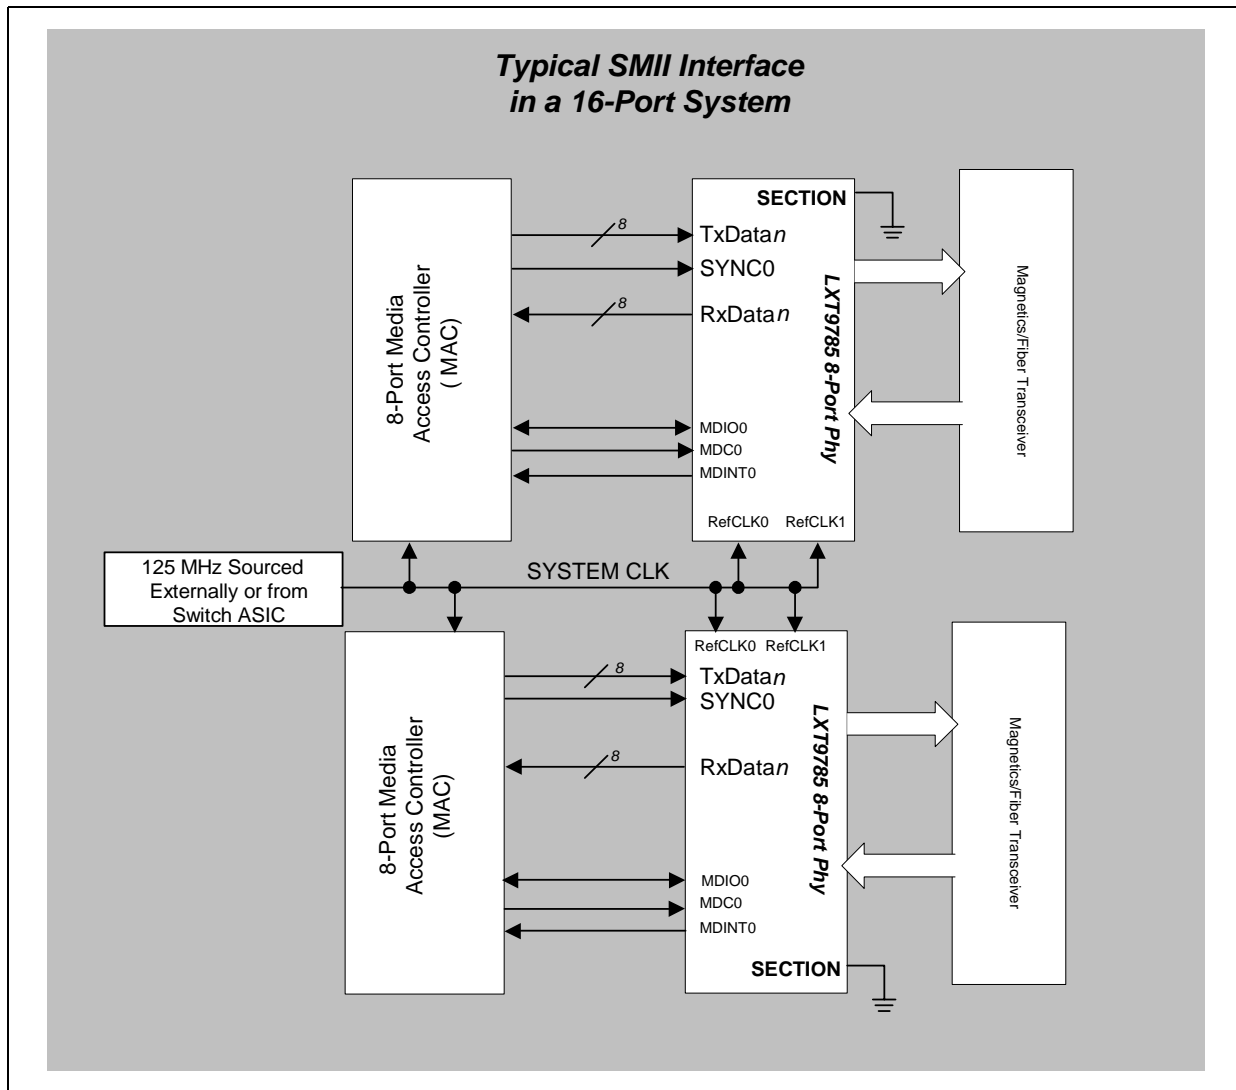 Typical SMII Interface
in a 16-Port System
8-Port Media
Access Controller
( MAC)
8
8
SECTION
TxDatan
SYNC0
RxDatan
MDIO0
MDC0
MDINT0
RefCLK0 RefCLK1
LXT9785 8-Port Phy
Magnetics/Fiber Transceiver
125 MHz Sourced
Externally or from
Switch ASIC
SYSTEM CLK
8-Port Media
Access Controller
(MAC)
8
8
RefCLK0 RefCLK1
TxDatan
SYNC0
RxDatan
MDIO0
MDC0
MDINT0
SECTION
LXT9785 8-Port Phy
Magnetics/Fiber Transceiver